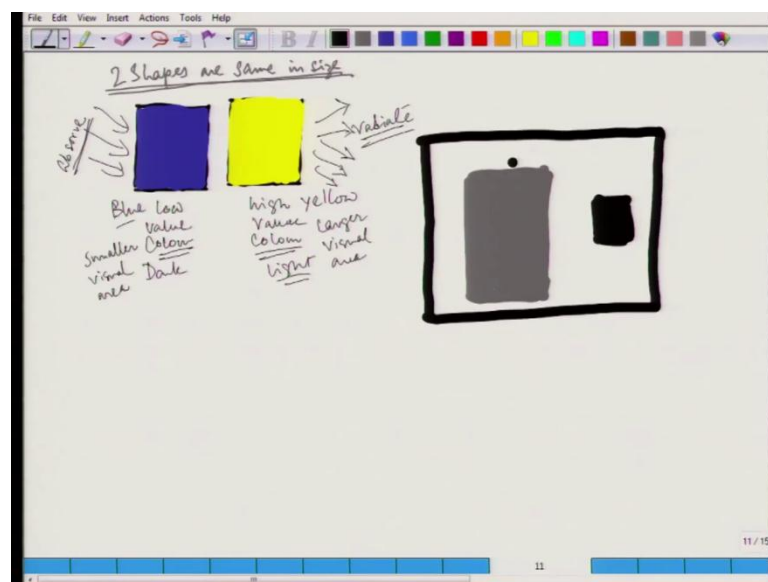 File Edit View Insert Actions Tools Help
B I
2 Shapes are same in size
Absorve
radiate
Blue low
value
Colour
Dark
smaller
visual
area
high yellow
value
Colour
light
larger
visual
area
11/15
11